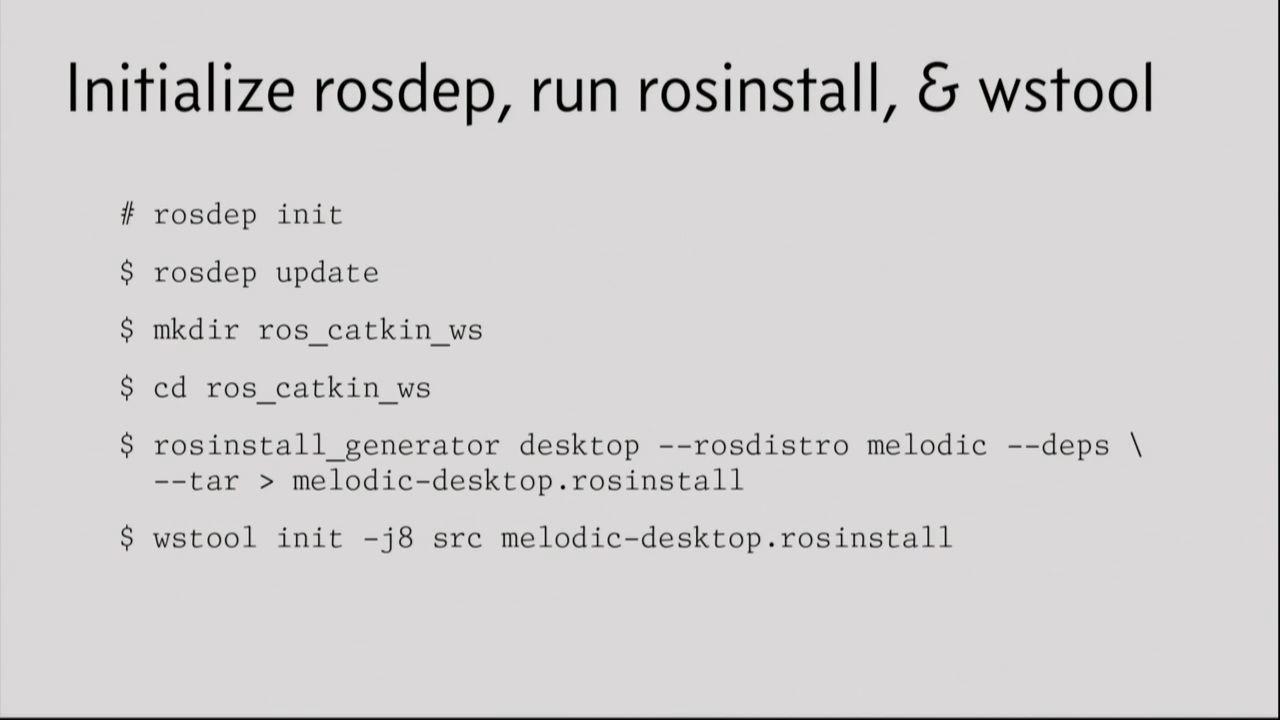 Initialize rosdep, run rosinstall, & wstool
# rosdep init
$ rosdep update
$ mkdir ros_catkin_ws
$ cd ros_catkin_ws
$ rosinstall_generator desktop --rosdistro melodic --deps \
--tar > melodic-desktop.rosinstall
$ wstool init -j8 src melodic-desktop.rosinstall